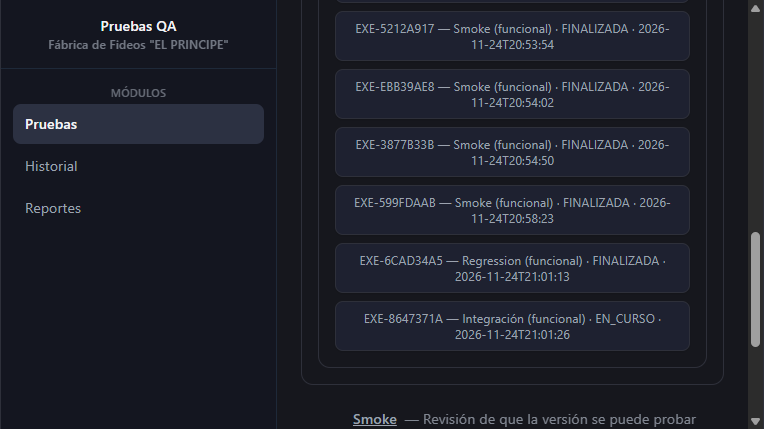 Pruebas QA
Fábrica de Fideos "EL PRINCIPE"
MÓDULOS
Pruebas
Historial
Reportes
EXE-5212A917 — Smoke (funcional) · FINALIZADA · 2026-
11-24T20:53:54
EXE-EBB39AE8 — Smoke (funcional) · FINALIZADA · 2026-
11-24T20:54:02
EXE-3877B33B — Smoke (funcional) · FINALIZADA · 2026-
11-24T20:54:50
EXE-599FDAAB — Smoke (funcional) · FINALIZADA · 2026-
11-24T20:58:23
EXE-6CAD34A5 — Regression (funcional) · FINALIZADA ·
2026-11-24T21:01:13
EXE-8647371A — Integración (funcional) · EN_CURSO ·
2026-11-24T21:01:26
Smoke — Revisión de que la versión se puede probar